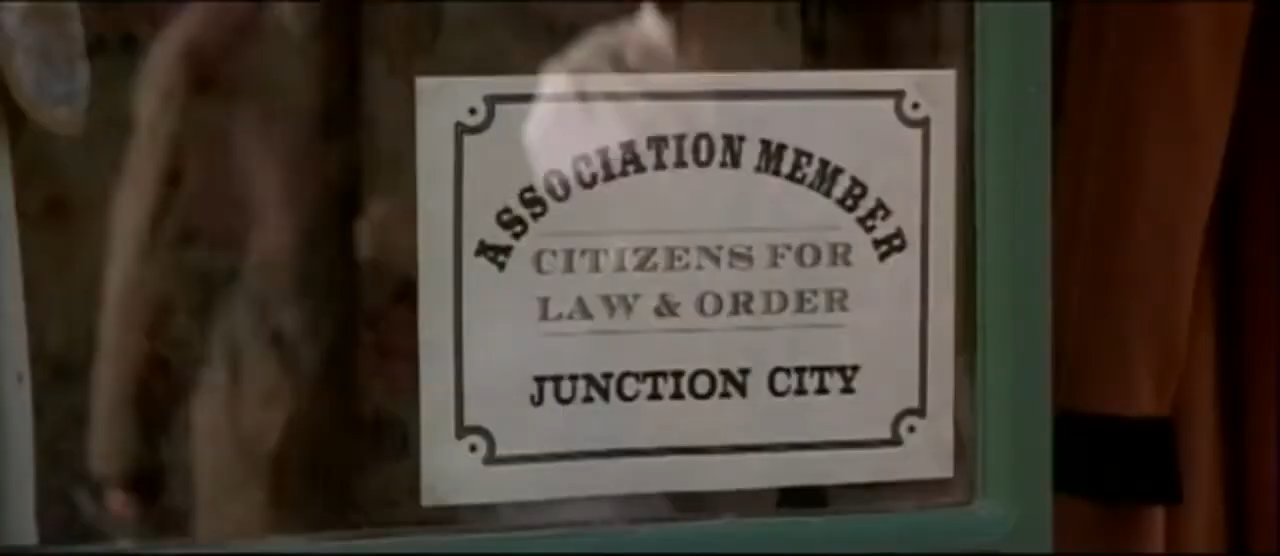 ASSOCIATION MEMBER
CITIZENS FOR
LAW & ORDER
JUNCTION CITY